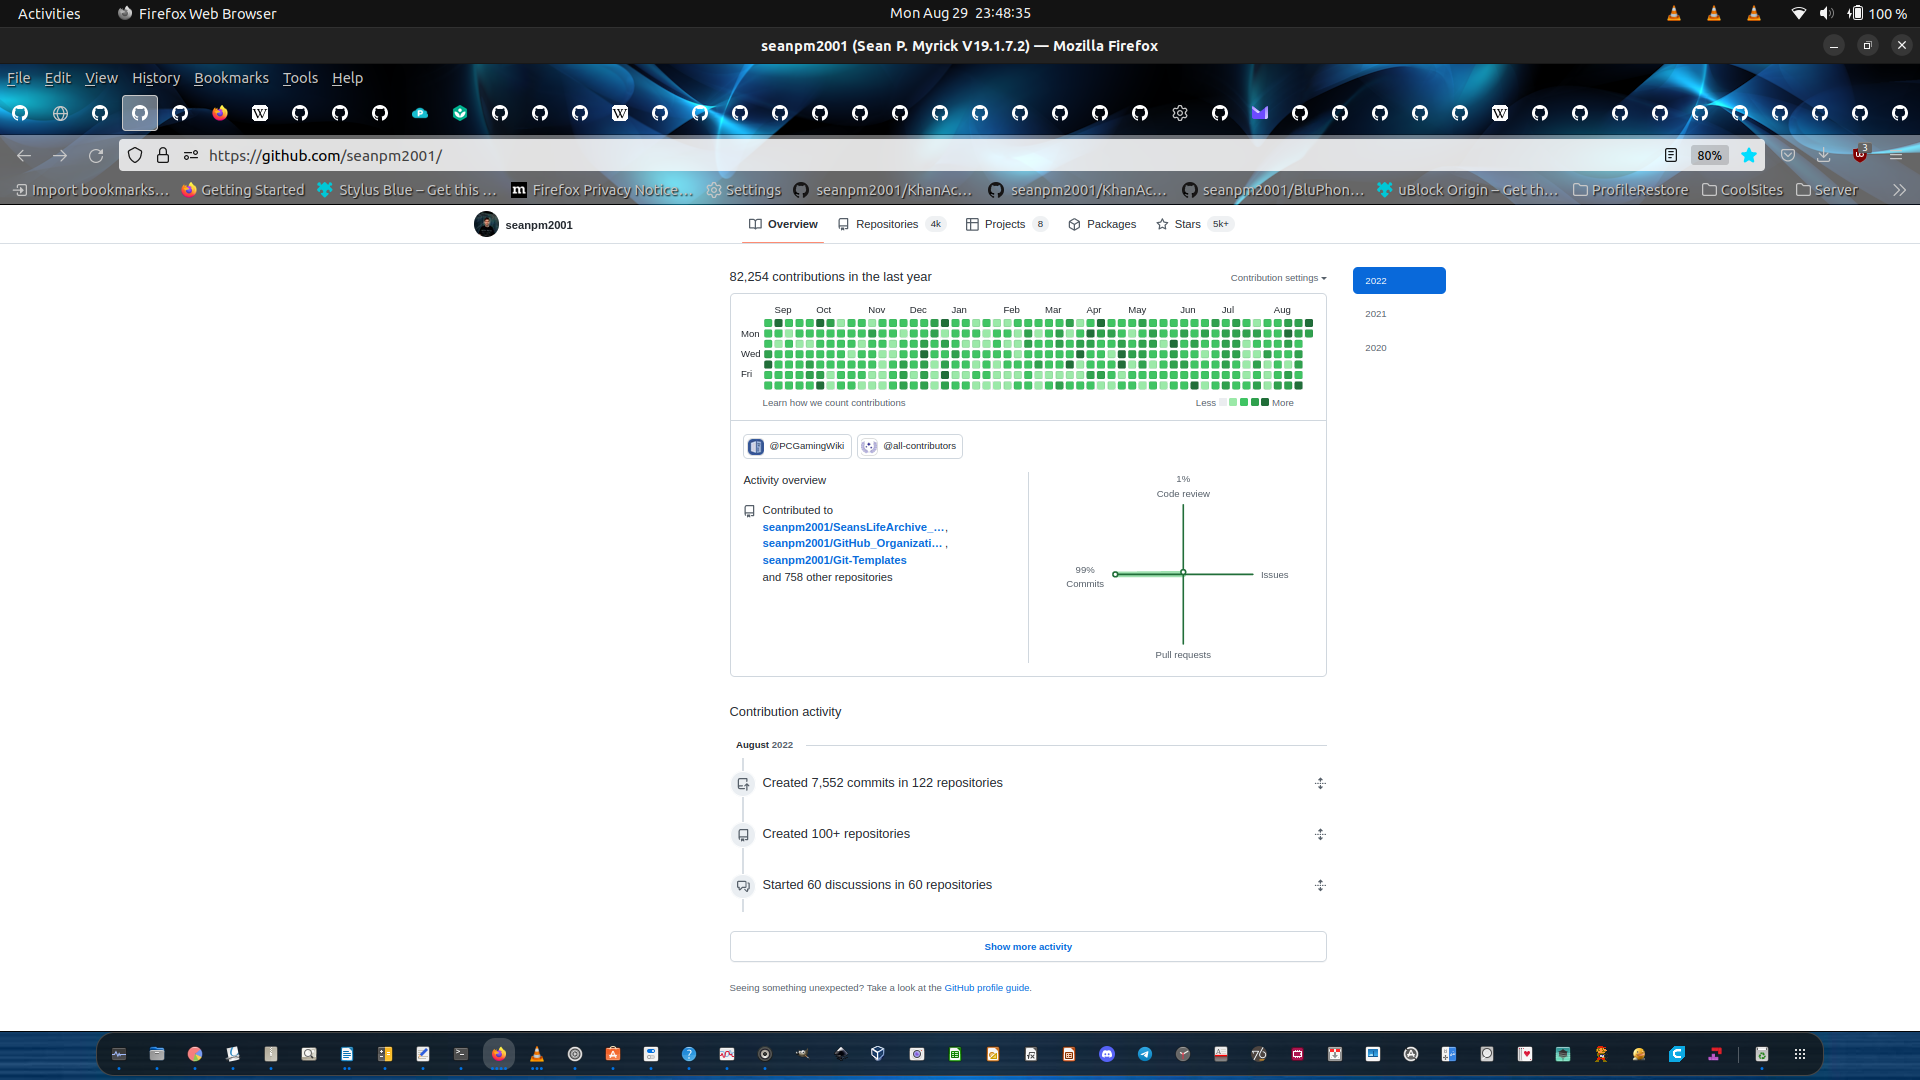 Activities
Firefox Web Browser
Mon Aug 29 23:48:35
100 %
seanpm2001 (Sean P. Myrick V19.1.7.2) — Mozilla Firefox
File Edit View History Bookmarks Tools Help
https://github.com/seanpm2001/
80%
3
Import bookmarks…
Getting Started
Stylus Blue – Get this …
Firefox Privacy Notice…
Settings
seanpm2001/KhanAc…
seanpm2001/KhanAc…
seanpm2001/BluPhon…
uBlock Origin – Get th…
ProfileRestore
CoolSites
Server
seanpm2001
Overview
Repositories 4k
Projects 8
Packages
Stars 5k+
82,254 contributions in the last year
Contribution settings
2022
2021
2020
Sep Oct Nov Dec Jan Feb Mar Apr May Jun Jul Aug
Mon
Wed
Fri
Learn how we count contributions
Less More
@PCGamingWiki
@all-contributors
Activity overview
Contributed to
seanpm2001/SeansLifeArchive_…,
seanpm2001/GitHub_Organizati… ,
seanpm2001/Git-Templates
and 758 other repositories
1%
Code review
99%
Commits
Issues
Pull requests
Contribution activity
August 2022
Created 7,552 commits in 122 repositories
Created 100+ repositories
Started 60 discussions in 60 repositories
Show more activity
Seeing something unexpected? Take a look at the GitHub profile guide.